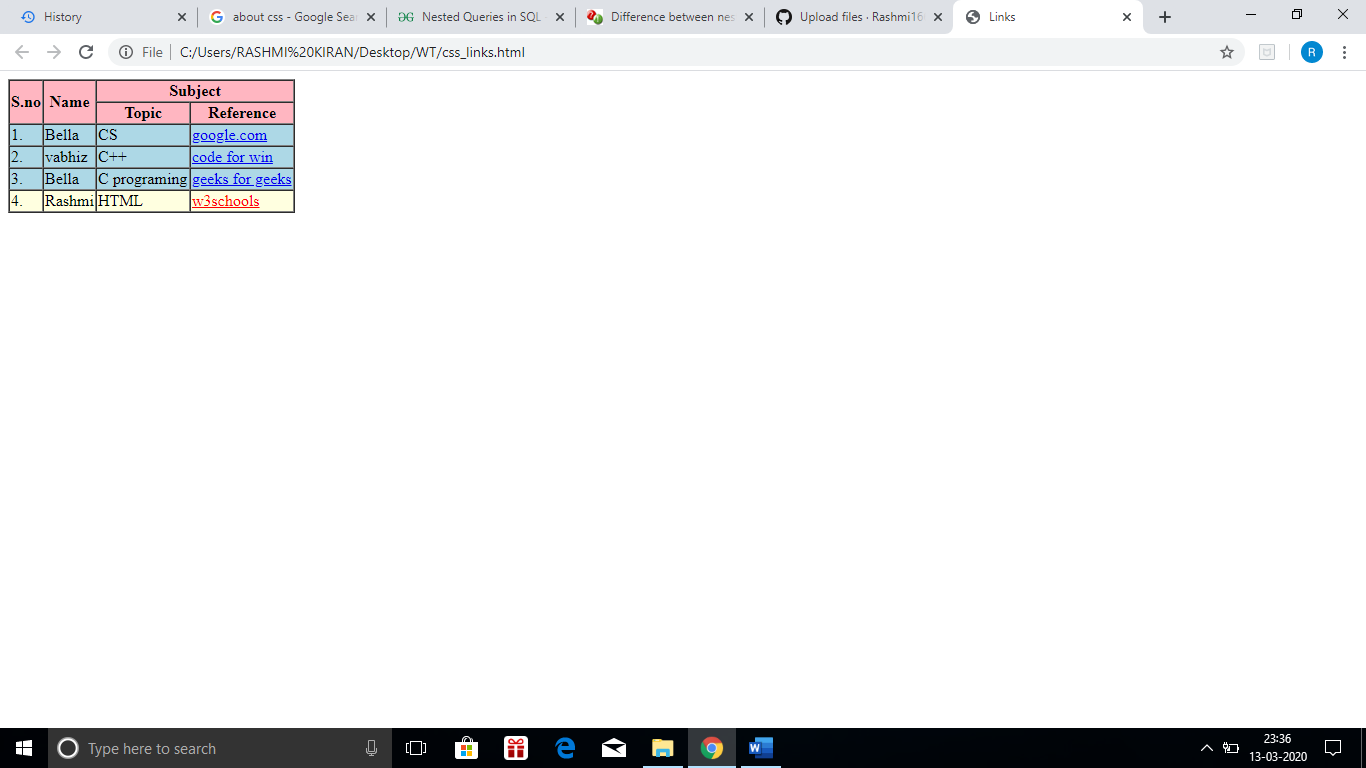 History
about css - Google Sear
Nested Queries in SQL
Difference between nes
Upload files · Rashmi16
Links
File
C:/Users/RASHMI%20KIRAN/Desktop/WT/css_links.html
R
S.no Name Subject
Topic Reference
1. Bella CS google.com
2. vabhiz C++ code for win
3. Bella C programing geeks for geeks
4. Rashmi HTML w3schools
Type here to search
23:36
13-03-2020